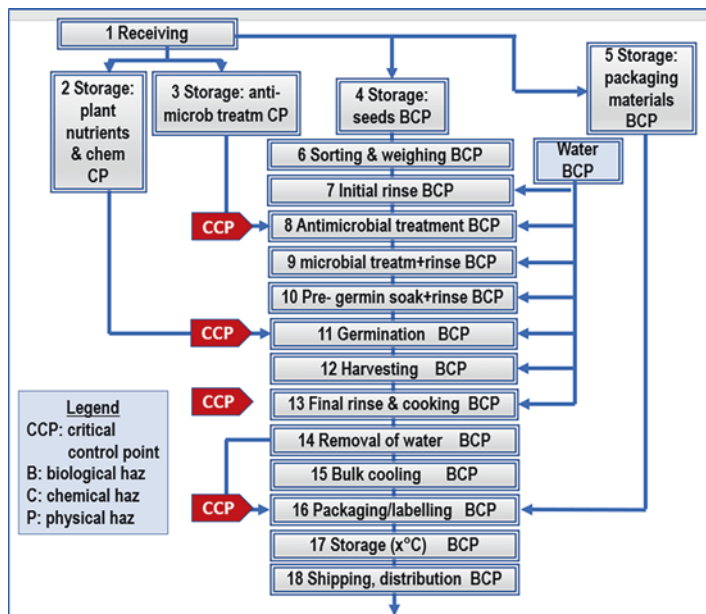 1 Receiving
2 Storage:
plant
nutrients
& chem
CP
3 Storage: anti-
microb treatm CP
4 Storage:
seeds BCP
5 Storage:
packaging
materials
BCP
6 Sorting & weighing BCP
Water
BCP
7 Initial rinse BCP
CCP
8 Antimicrobial treatment BCP
9 microbial treatm+rinse BCP
10 Pre- germin soak+rinse BCP
CCP
11 Germination BCP
12 Harvesting BCP
CCP
13 Final rinse & cooking BCP
14 Removal of water BCP
15 Bulk cooling BCP
CCP
16 Packaging/labelling BCP
17 Storage (x°C) BCP
18 Shipping, distribution BCP
Legend
CCP: critical
control point
B: biological haz
C: chemical haz
P: physical haz